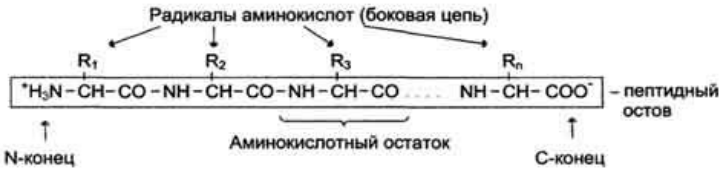 Радикалы аминокислот (боковая цепь)
R₁ R₂ R₃ Rₙ
⁺H₃N–CH–CO–NH–CH–CO–NH–CH–CO.... NH–CH–COO⁻ – пептидный
остов
Аминокислотный остаток
N-конец C-конец